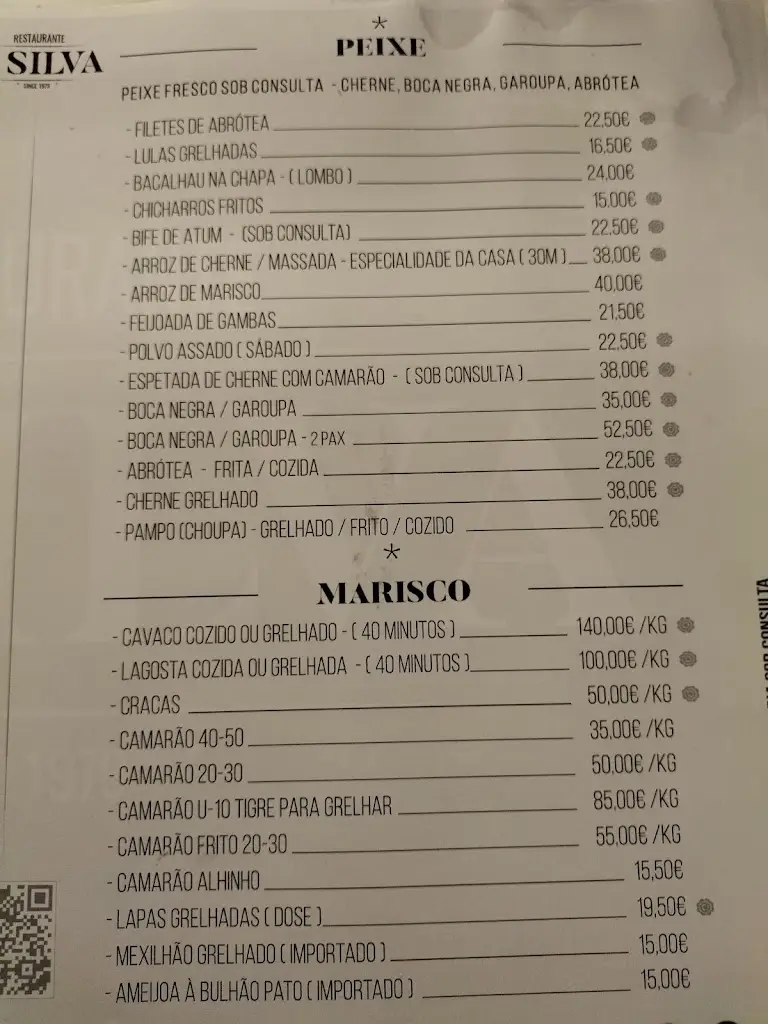 RESTAURANTE
SILVA
SINCE 1979
*
PEIXE
PEIXE FRESCO SOB CONSULTA - CHERNE, BOCA NEGRA, GAROUPA, ABRÓTEA
- FILETES DE ABRÓTEA 22,50€
- LULAS GRELHADAS 16,50€
- BACALHAU NA CHAPA - ( LOMBO ) 24,00€
- CHICHARROS FRITOS 15,00€
- BIFE DE ATUM - (SOB CONSULTA) 22,50€
- ARROZ DE CHERNE / MASSADA - ESPECIALIDADE DA CASA ( 30M ) 38,00€
- ARROZ DE MARISCO 40,00€
- FEIJOADA DE GAMBAS 21,50€
- POLVO ASSADO ( SÁBADO ) 22,50€
- ESPETADA DE CHERNE COM CAMARÃO - ( SOB CONSULTA ) 38,00€
- BOCA NEGRA / GAROUPA 35,00€
- BOCA NEGRA / GAROUPA - 2 PAX 52,50€
- ABRÓTEA - FRITA / COZIDA 22,50€
- CHERNE GRELHADO 38,00€
- PAMPO (CHOUPA) - GRELHADO / FRITO / COZIDO 26,50€
*
MARISCO
- CAVACO COZIDO OU GRELHADO - ( 40 MINUTOS ) 140,00€ /KG
- LAGOSTA COZIDA OU GRELHADA - ( 40 MINUTOS ) 100,00€ /KG
- CRACAS 50,00€ /KG
- CAMARÃO 40-50 35,00€ /KG
- CAMARÃO 20-30 50,00€ /KG
- CAMARÃO U-10 TIGRE PARA GRELHAR 85,00€ /KG
- CAMARÃO FRITO 20-30 55,00€ /KG
- CAMARÃO ALHINHO 15,50€
- LAPAS GRELHADAS ( DOSE ) 19,50€
- MEXILHÃO GRELHADO ( IMPORTADO ) 15,00€
- AMEIJOA À BULHÃO PATO ( IMPORTADO ) 15,00€
SOB CONSULTA